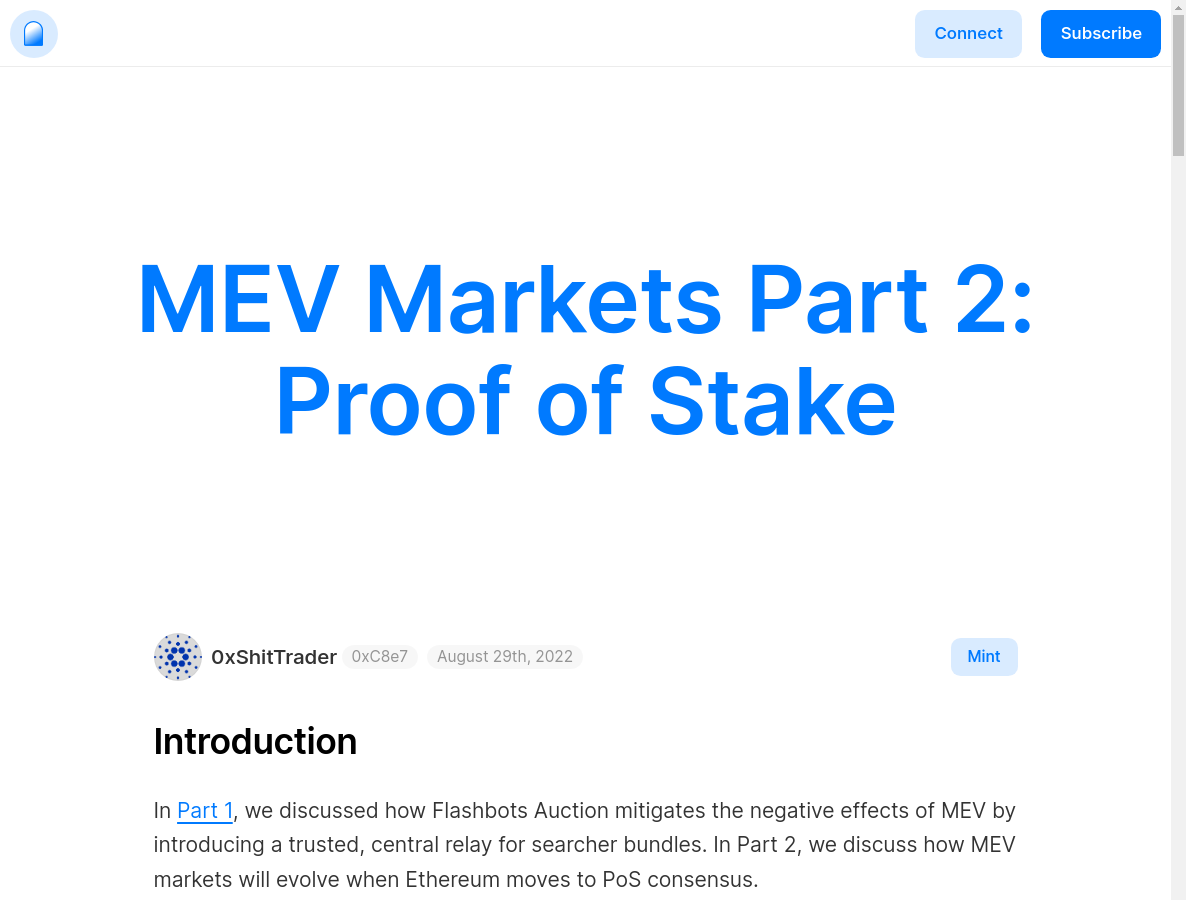 Connect
Subscribe
MEV Markets Part 2:
Proof of Stake
0xShitTrader 0xC8e7 August 29th, 2022
Mint
Introduction
In Part 1, we discussed how Flashbots Auction mitigates the negative effects of MEV by
introducing a trusted, central relay for searcher bundles. In Part 2, we discuss how MEV
markets will evolve when Ethereum moves to PoS consensus.